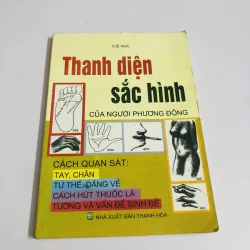 TUỆ NHÃ
Thanh diện
sắc hình
CỦA NGƯỜI PHƯƠNG ĐÔNG
CÁCH QUAN SÁT:
TAY, CHÂN
TƯ THẾ, DÁNG VẺ
CÁCH HÚT THUỐC LÁ
TƯỚNG VÀ VẤN ĐỀ SINH ĐẺ
NHÀ XUẤT BẢN THANH HÓA